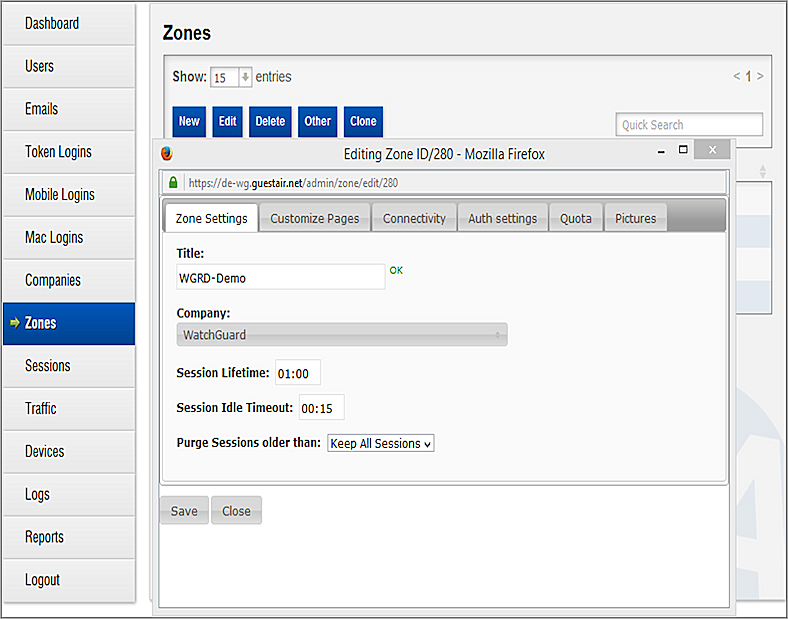 Dashboard
Users
Emails
Token Logins
Mobile Logins
Mac Logins
Companies
Zones
Sessions
Traffic
Devices
Logs
Reports
Logout
Zones
Show: 15 entries
< 1 >
New Edit Delete Other Clone
Quick Search
Editing Zone ID/280 - Mozilla Firefox
https://de-wg.guestair.net/admin/zone/edit/280
Zone Settings Customize Pages Connectivity Auth settings Quota Pictures
Title:
WGRD-Demo OK
Company:
WatchGuard
Session Lifetime: 01:00
Session Idle Timeout: 00:15
Purge Sessions older than: Keep All Sessions
Save Close